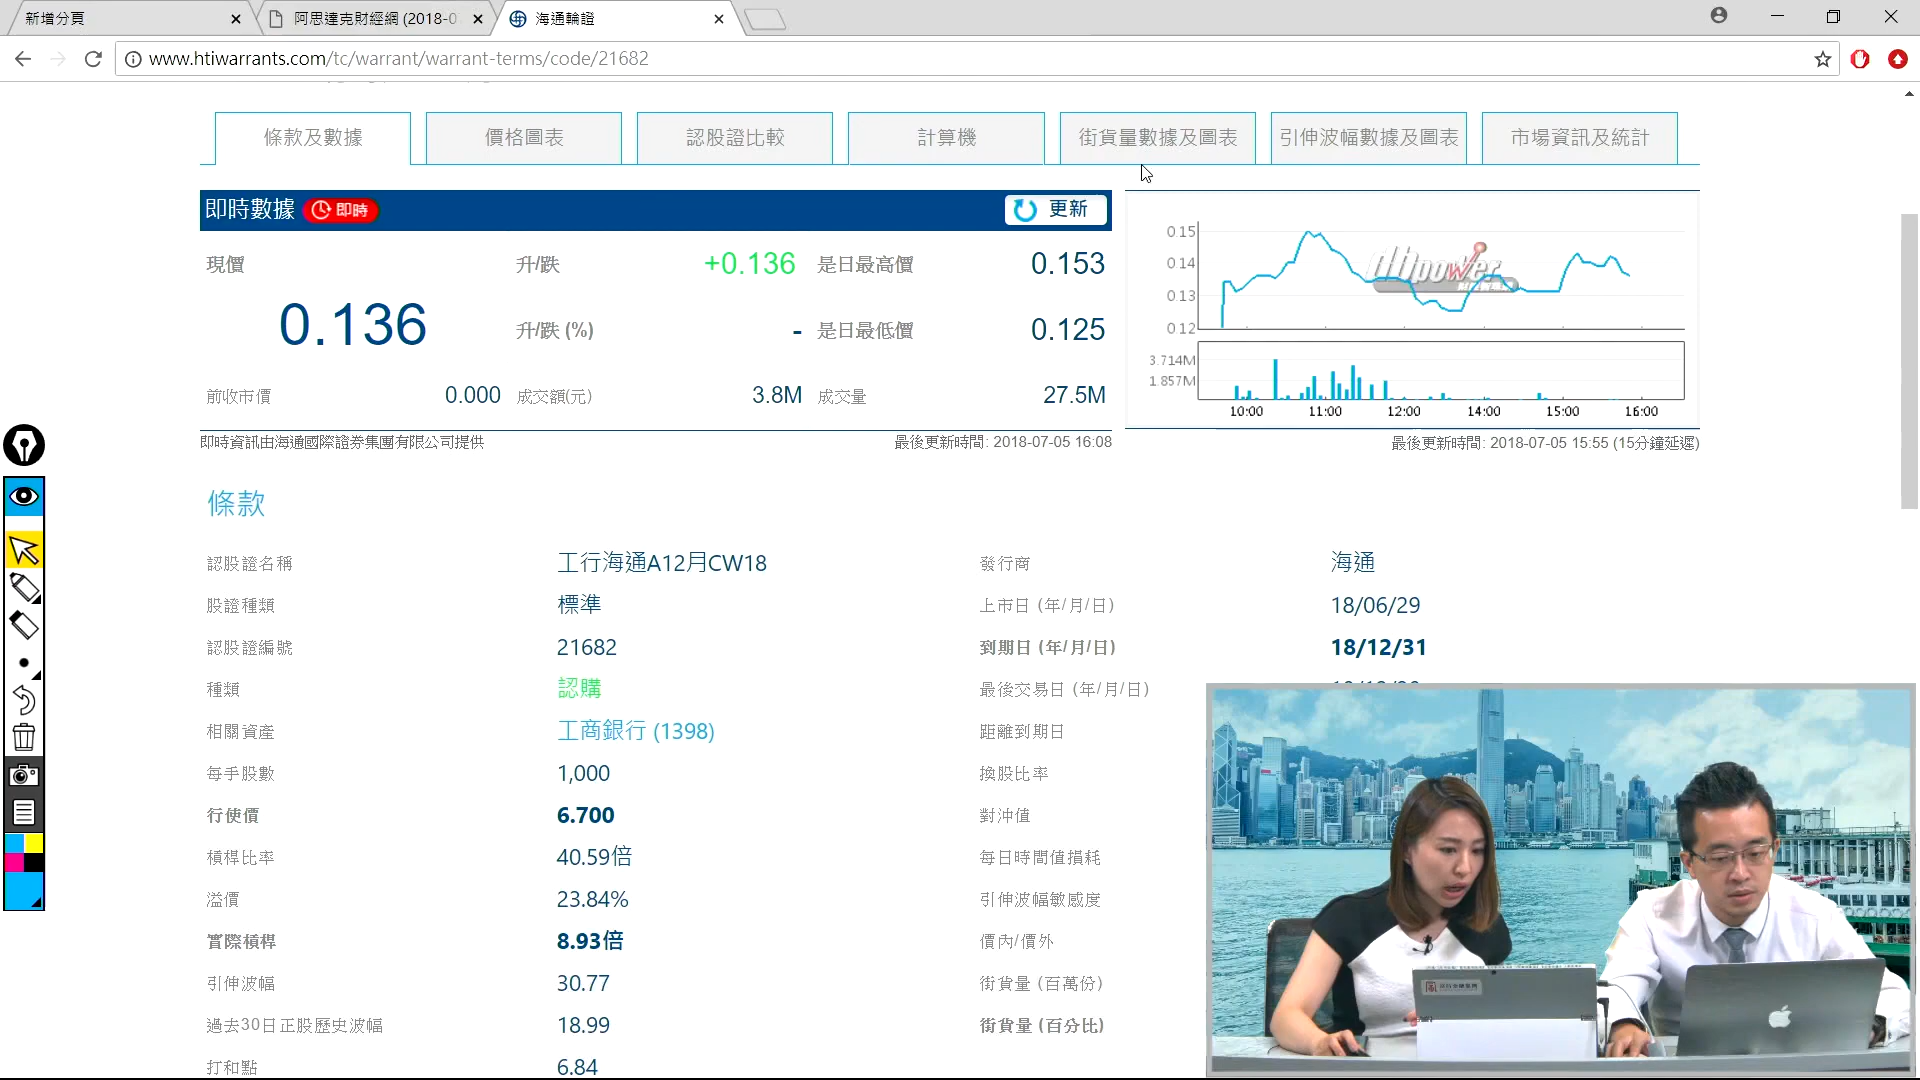 新增分頁
阿思達克財經網 (2018-0
海通輪證
www.htiwarrants.com/tc/warrant/warrant-terms/code/21682
條款及數據
價格圖表
認股證比較
計算機
街貨量數據及圖表
引伸波幅數據及圖表
市場資訊及統計
即時數據 即時 更新
現價
升/跌 +0.136 是日最高價 0.153
0.136
升/跌 (%) - 是日最低價 0.125
前收市價 0.000 成交額(元) 3.8M 成交量 27.5M
即時資訊由海通國際證券集團有限公司提供
最後更新時間: 2018-07-05 16:08
0.15
0.14
0.13
0.12
dbpower
3.714M
1.857M
10:00 11:00 12:00 14:00 15:00 16:00
最後更新時間: 2018-07-05 15:55 (15分鐘延遲)
條款
認股證名稱 工行海通A12月CW18 發行商 海通
股證種類 標準 上市日 (年/月/日) 18/06/29
認股證編號 21682 到期日 (年/月/日) 18/12/31
種類 認購 最後交易日 (年/月/日)
相關資產 工商銀行 (1398) 距離到期日
每手股數 1,000 換股比率
行使價 6.700 對沖值
槓桿比率 40.59倍 每日時間值損耗
溢價 23.84% 引伸波幅敏感度
實際槓桿 8.93倍 價內/價外
引伸波幅 30.77 街貨量 (百萬份)
過去30日正股歷史波幅 18.99 街貨量 (百分比)
打和點 6.84